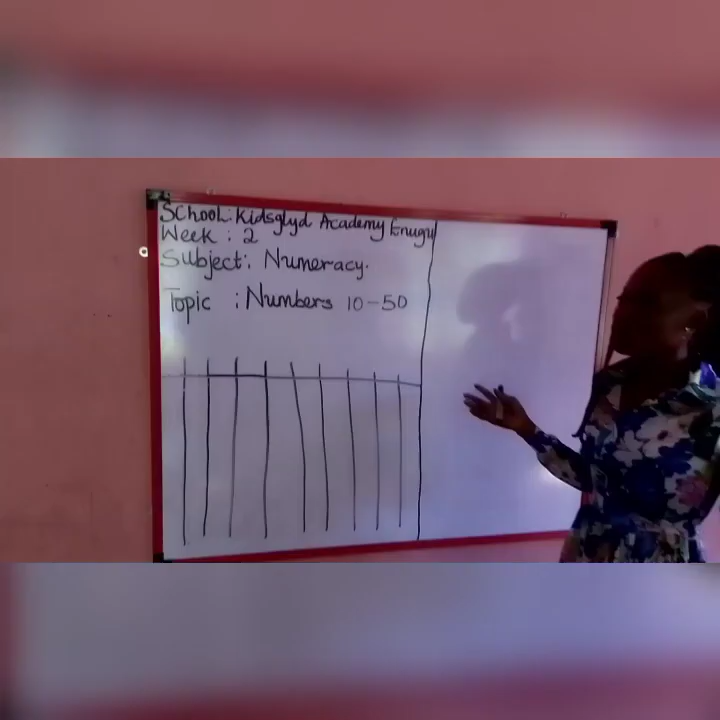 School: Kidsglyd Academy Enugu
Week : 2
Subject: Numeracy.
Topic : Numbers 10-50